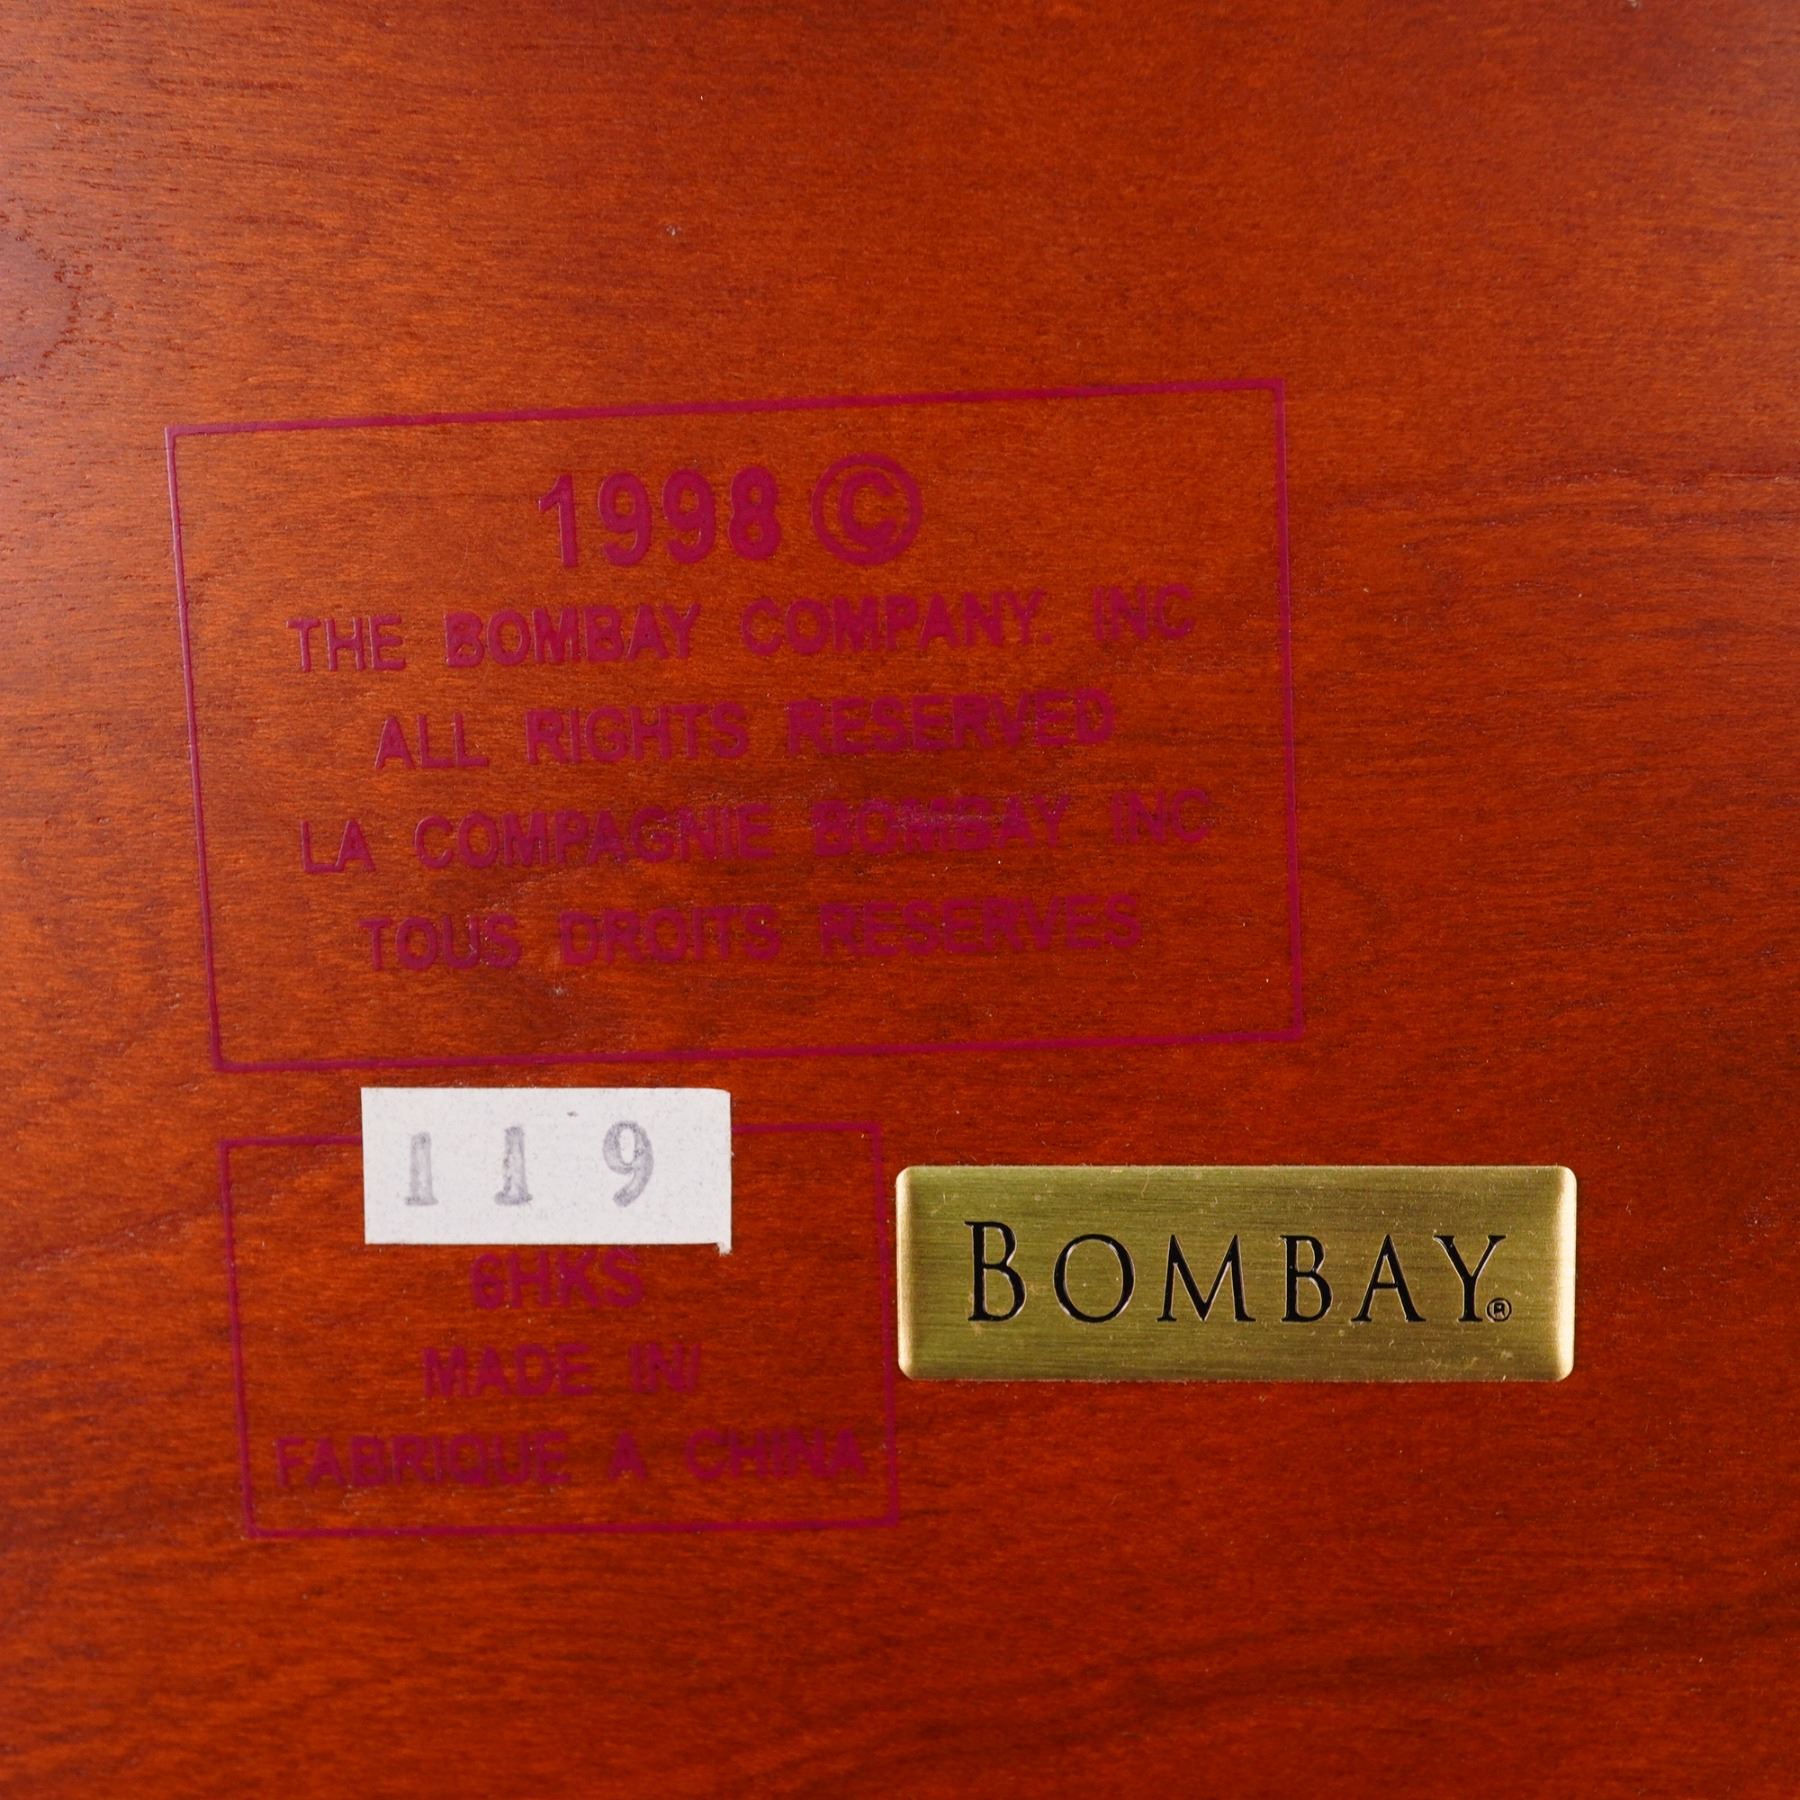 1998 ©
THE BOMBAY COMPANY. INC
ALL RIGHTS RESERVED
LA COMPAGNIE BOMBAY INC
TOUS DROITS RESERVES
119
6HKS
MADE IN/
FABRIQUE A CHINA
BOMBAY®